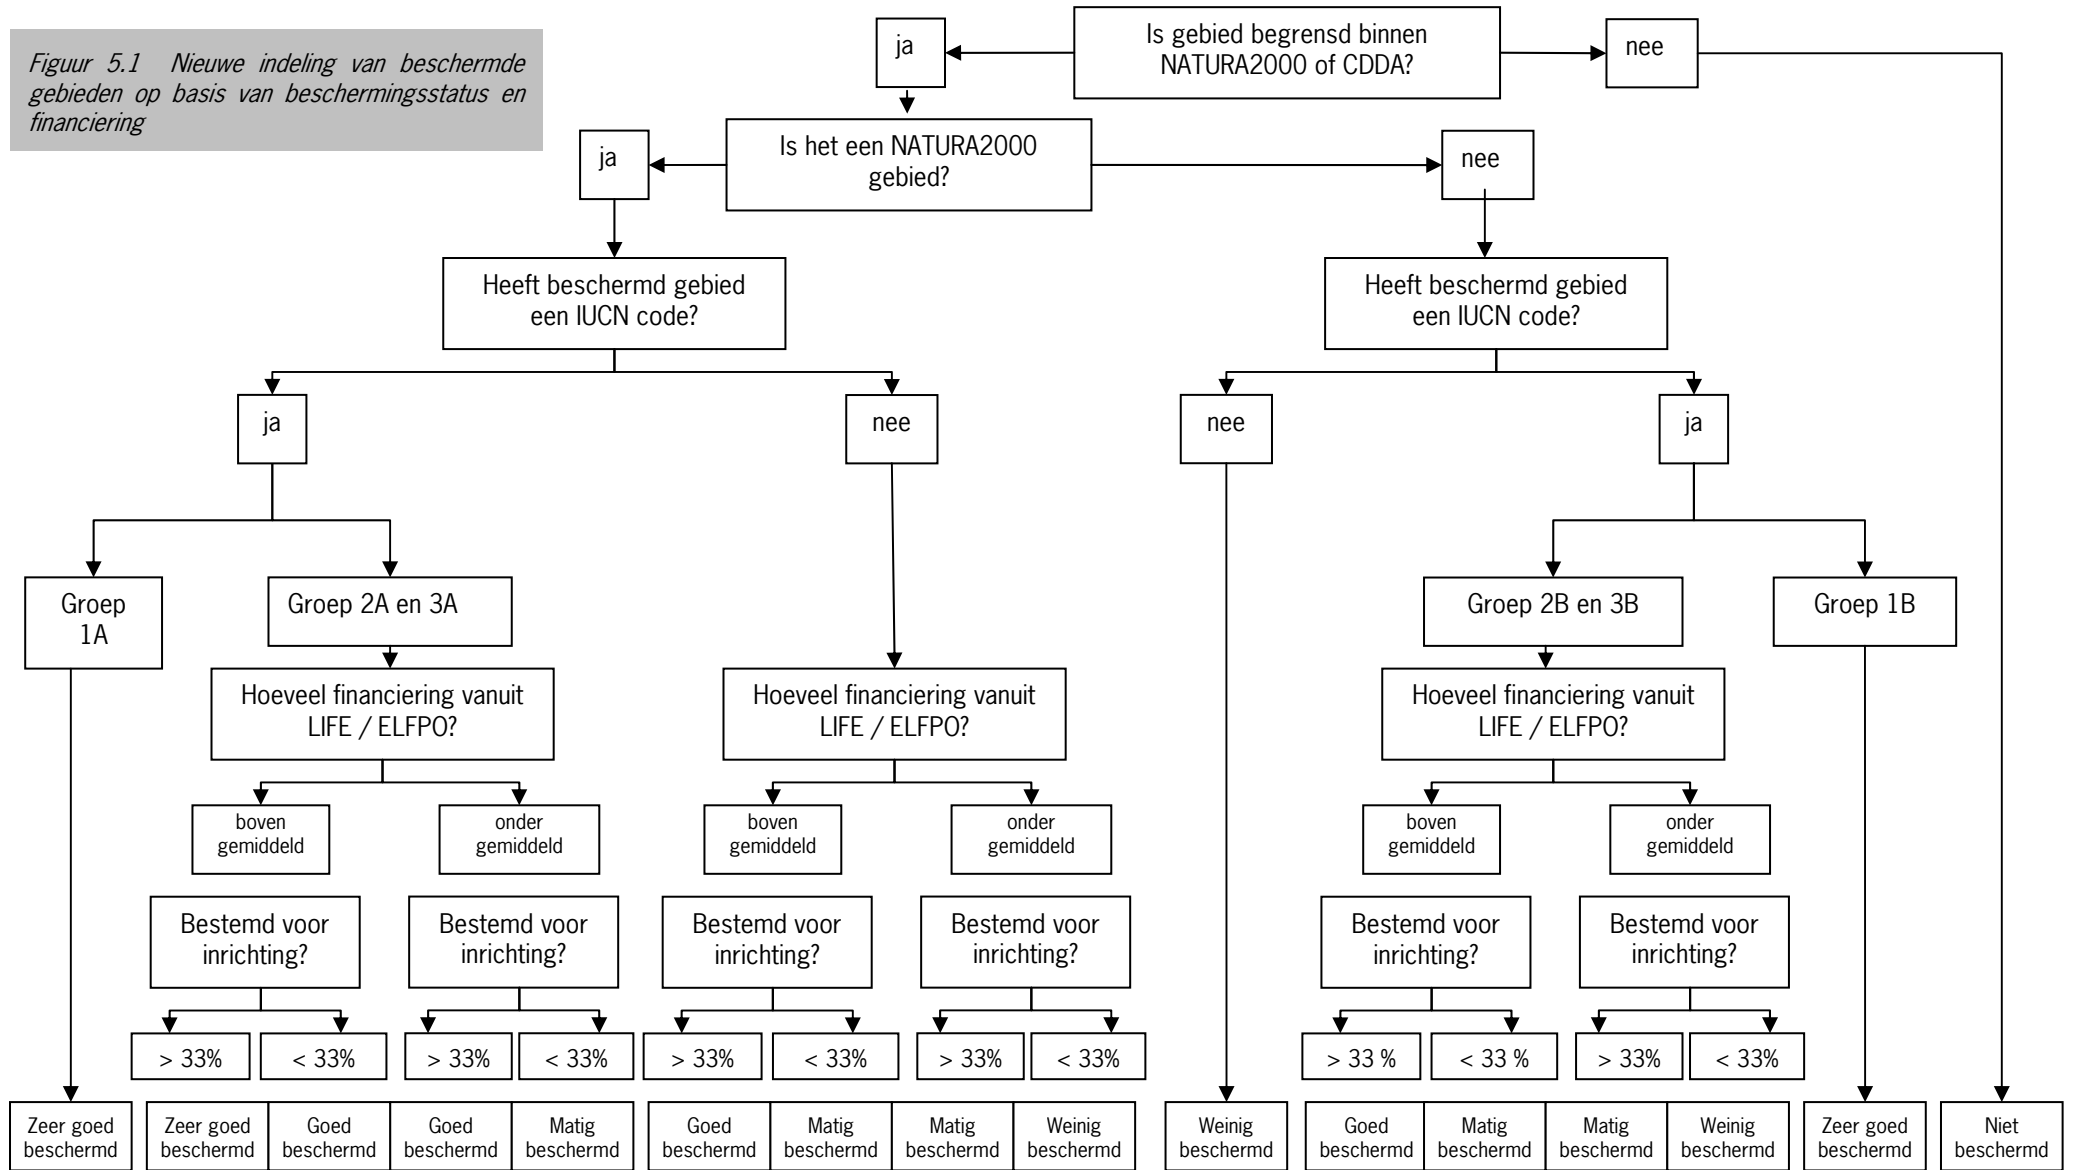 Figuur 5.1 Nieuwe indeling van beschermde
gebieden op basis van beschermingsstatus en
financiering
ja
Is gebied begrensd binnen
NATURA2000 of CDDA?
nee
ja
Is het een NATURA2000
gebied?
nee
Heeft beschermd gebied
een IUCN code?
Heeft beschermd gebied
een IUCN code?
ja
nee
nee
ja
Groep
1A
Groep 2A en 3A
Groep 2B en 3B
Groep 1B
Hoeveel financiering vanuit
LIFE / ELFPO?
Hoeveel financiering vanuit
LIFE / ELFPO?
Hoeveel financiering vanuit
LIFE / ELFPO?
boven
gemiddeld
onder
gemiddeld
boven
gemiddeld
onder
gemiddeld
boven
gemiddeld
onder
gemiddeld
Bestemd voor
inrichting?
Bestemd voor
inrichting?
Bestemd voor
inrichting?
Bestemd voor
inrichting?
Bestemd voor
inrichting?
Bestemd voor
inrichting?
> 33%
< 33%
> 33%
< 33%
> 33%
< 33%
> 33%
< 33%
> 33 %
< 33 %
> 33%
< 33%
Zeer goed
beschermd
Zeer goed
beschermd
Goed
beschermd
Goed
beschermd
Matig
beschermd
Goed
beschermd
Matig
beschermd
Matig
beschermd
Weinig
beschermd
Weinig
beschermd
Goed
beschermd
Matig
beschermd
Matig
beschermd
Weinig
beschermd
Zeer goed
beschermd
Niet
beschermd